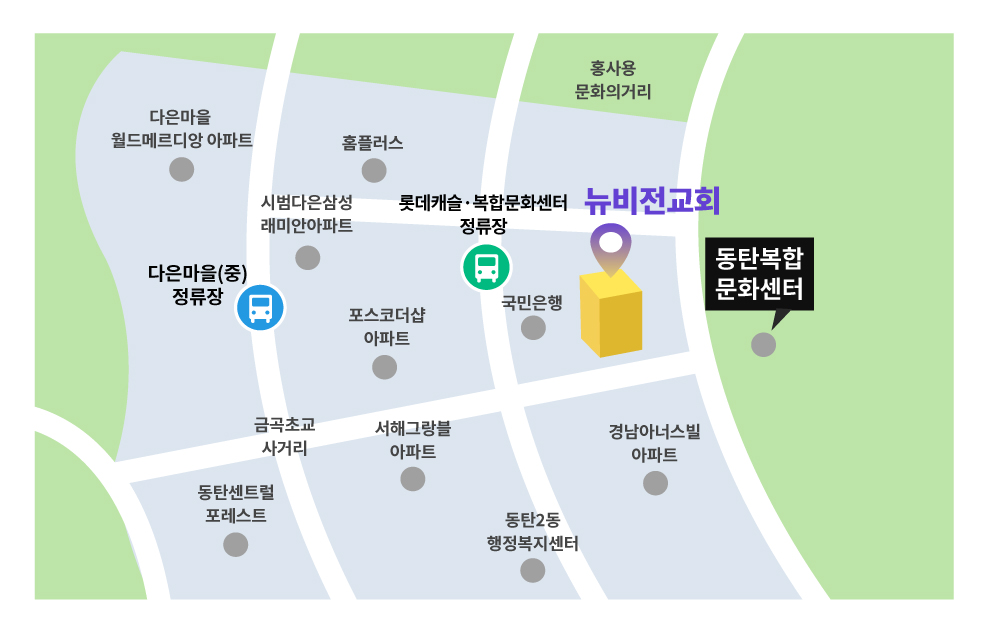 홍사용
문화의거리
다은마을
월드메르디앙 아파트
홈플러스
시범다은삼성
래미안아파트
롯데캐슬·복합문화센터
정류장
뉴비전교회
동탄복합
문화센터
다은마을(중)
정류장
국민은행
포스코더샵
아파트
금곡초교
사거리
서해그랑블
아파트
경남아너스빌
아파트
동탄센트럴
포레스트
동탄2동
행정복지센터